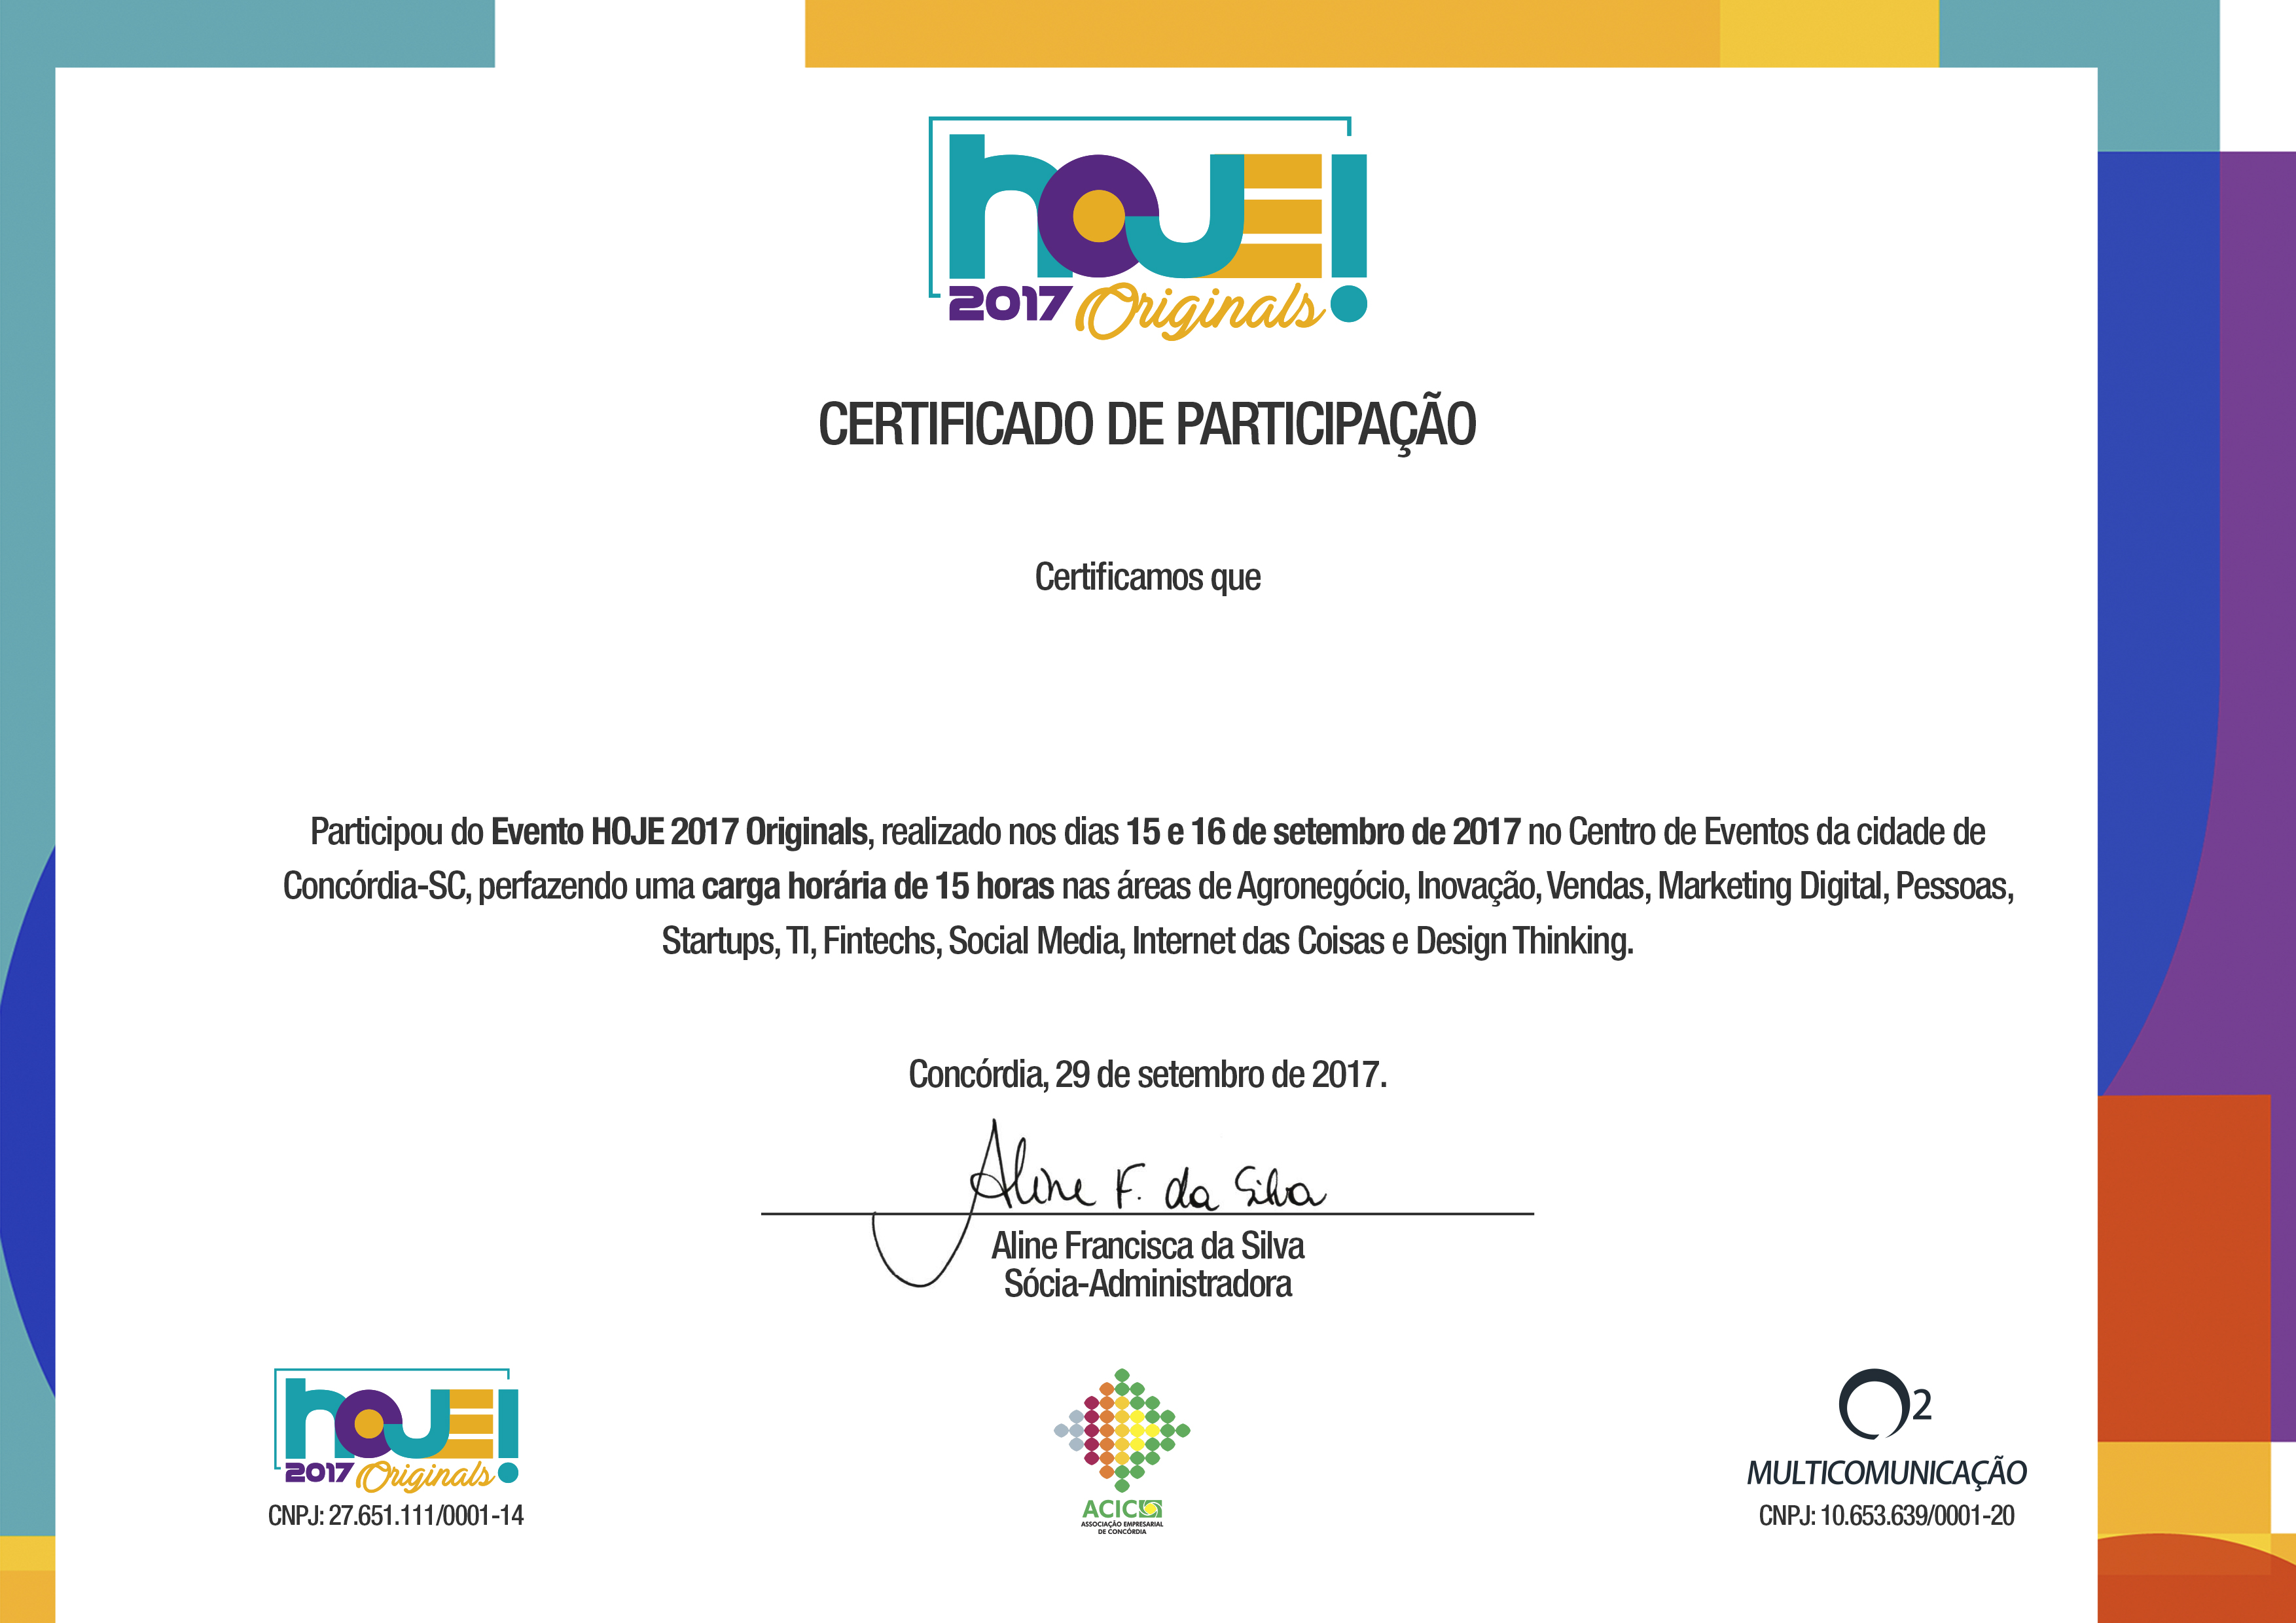 HOJE!
2017 Originals
CERTIFICADO DE PARTICIPAÇÃO
Certificamos que
Participou do Evento HOJE 2017 Originals, realizado nos dias 15 e 16 de setembro de 2017 no Centro de Eventos da cidade de
Concórdia-SC, perfazendo uma carga horária de 15 horas nas áreas de Agronegócio, Inovação, Vendas, Marketing Digital, Pessoas,
Startups, TI, Fintechs, Social Media, Internet das Coisas e Design Thinking.
Concórdia, 29 de setembro de 2017.
Aline F. da Silva
Aline Francisca da Silva
Sócia-Administradora
HOJE!
2017 Originals
CNPJ: 27.651.111/0001-14
ACIC
ASSOCIAÇÃO EMPRESARIAL
DE CONCÓRDIA
O2
MULTICOMUNICAÇÃO
CNPJ: 10.653.639/0001-20